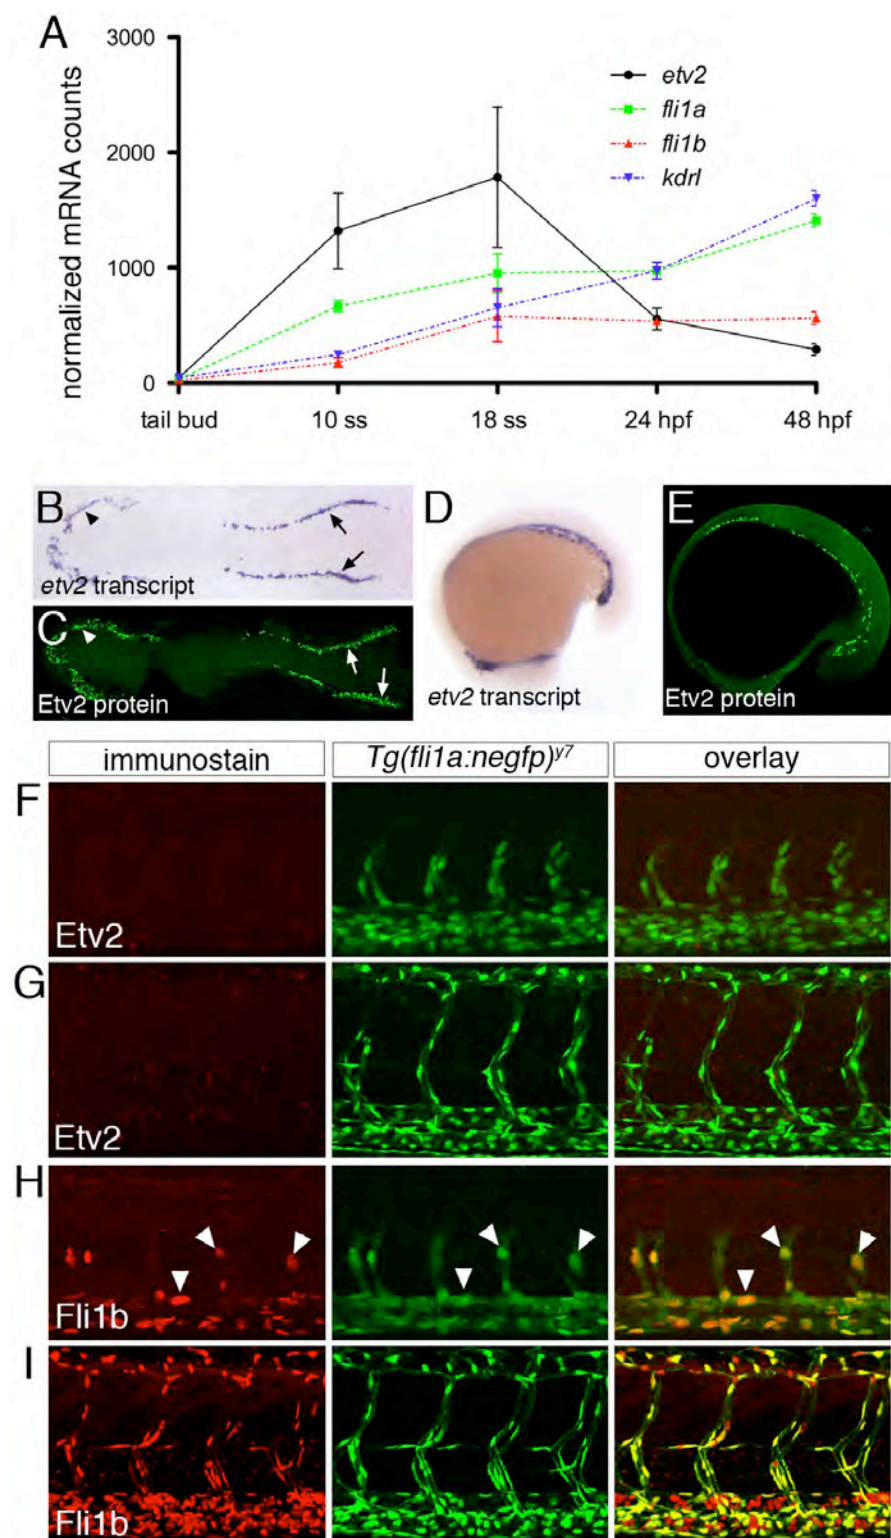 A
3000
2000
1000
0
normalized mRNA counts
etv2
fli1a
fli1b
kdrl
tail bud
10 ss
18 ss
24 hpf
48 hpf
B
etv2 transcript
C
Etv2 protein
D
etv2 transcript
E
Etv2 protein
immunostain
Tg(fli1a:negfp)y7
overlay
F
Etv2
G
Etv2
H
Fli1b
I
Fli1b